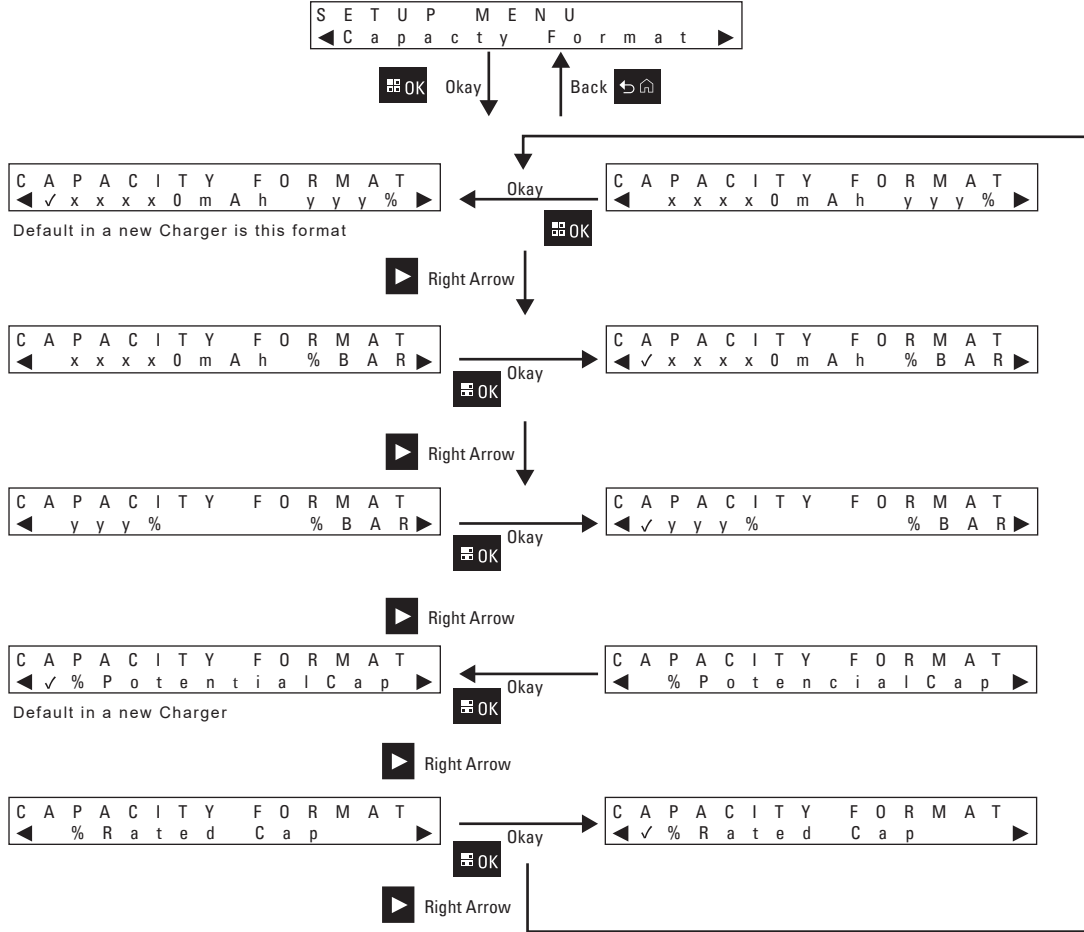 SETUP MENU
◀Capacty Format ▶
OK Okay Back
CAPACITY FORMAT
◀✓xxxx0mAh yyy%▶
Okay
CAPACITY FORMAT
◀ xxxx0mAh yyy%▶
Default in a new Charger is this format
OK
Right Arrow
CAPACITY FORMAT
◀ xxxx0mAh %BAR▶
Okay
OK
CAPACITY FORMAT
◀✓xxxx0mAh %BAR▶
Right Arrow
CAPACITY FORMAT
◀ yyy% %BAR▶
Okay
OK
CAPACITY FORMAT
◀✓yyy% %BAR▶
Right Arrow
CAPACITY FORMAT
◀✓%PotentialCap ▶
Okay
OK
CAPACITY FORMAT
◀ %PotencialCap ▶
Default in a new Charger
Right Arrow
CAPACITY FORMAT
◀ %Rated Cap ▶
Okay
OK
CAPACITY FORMAT
◀✓%Rated Cap ▶
Right Arrow